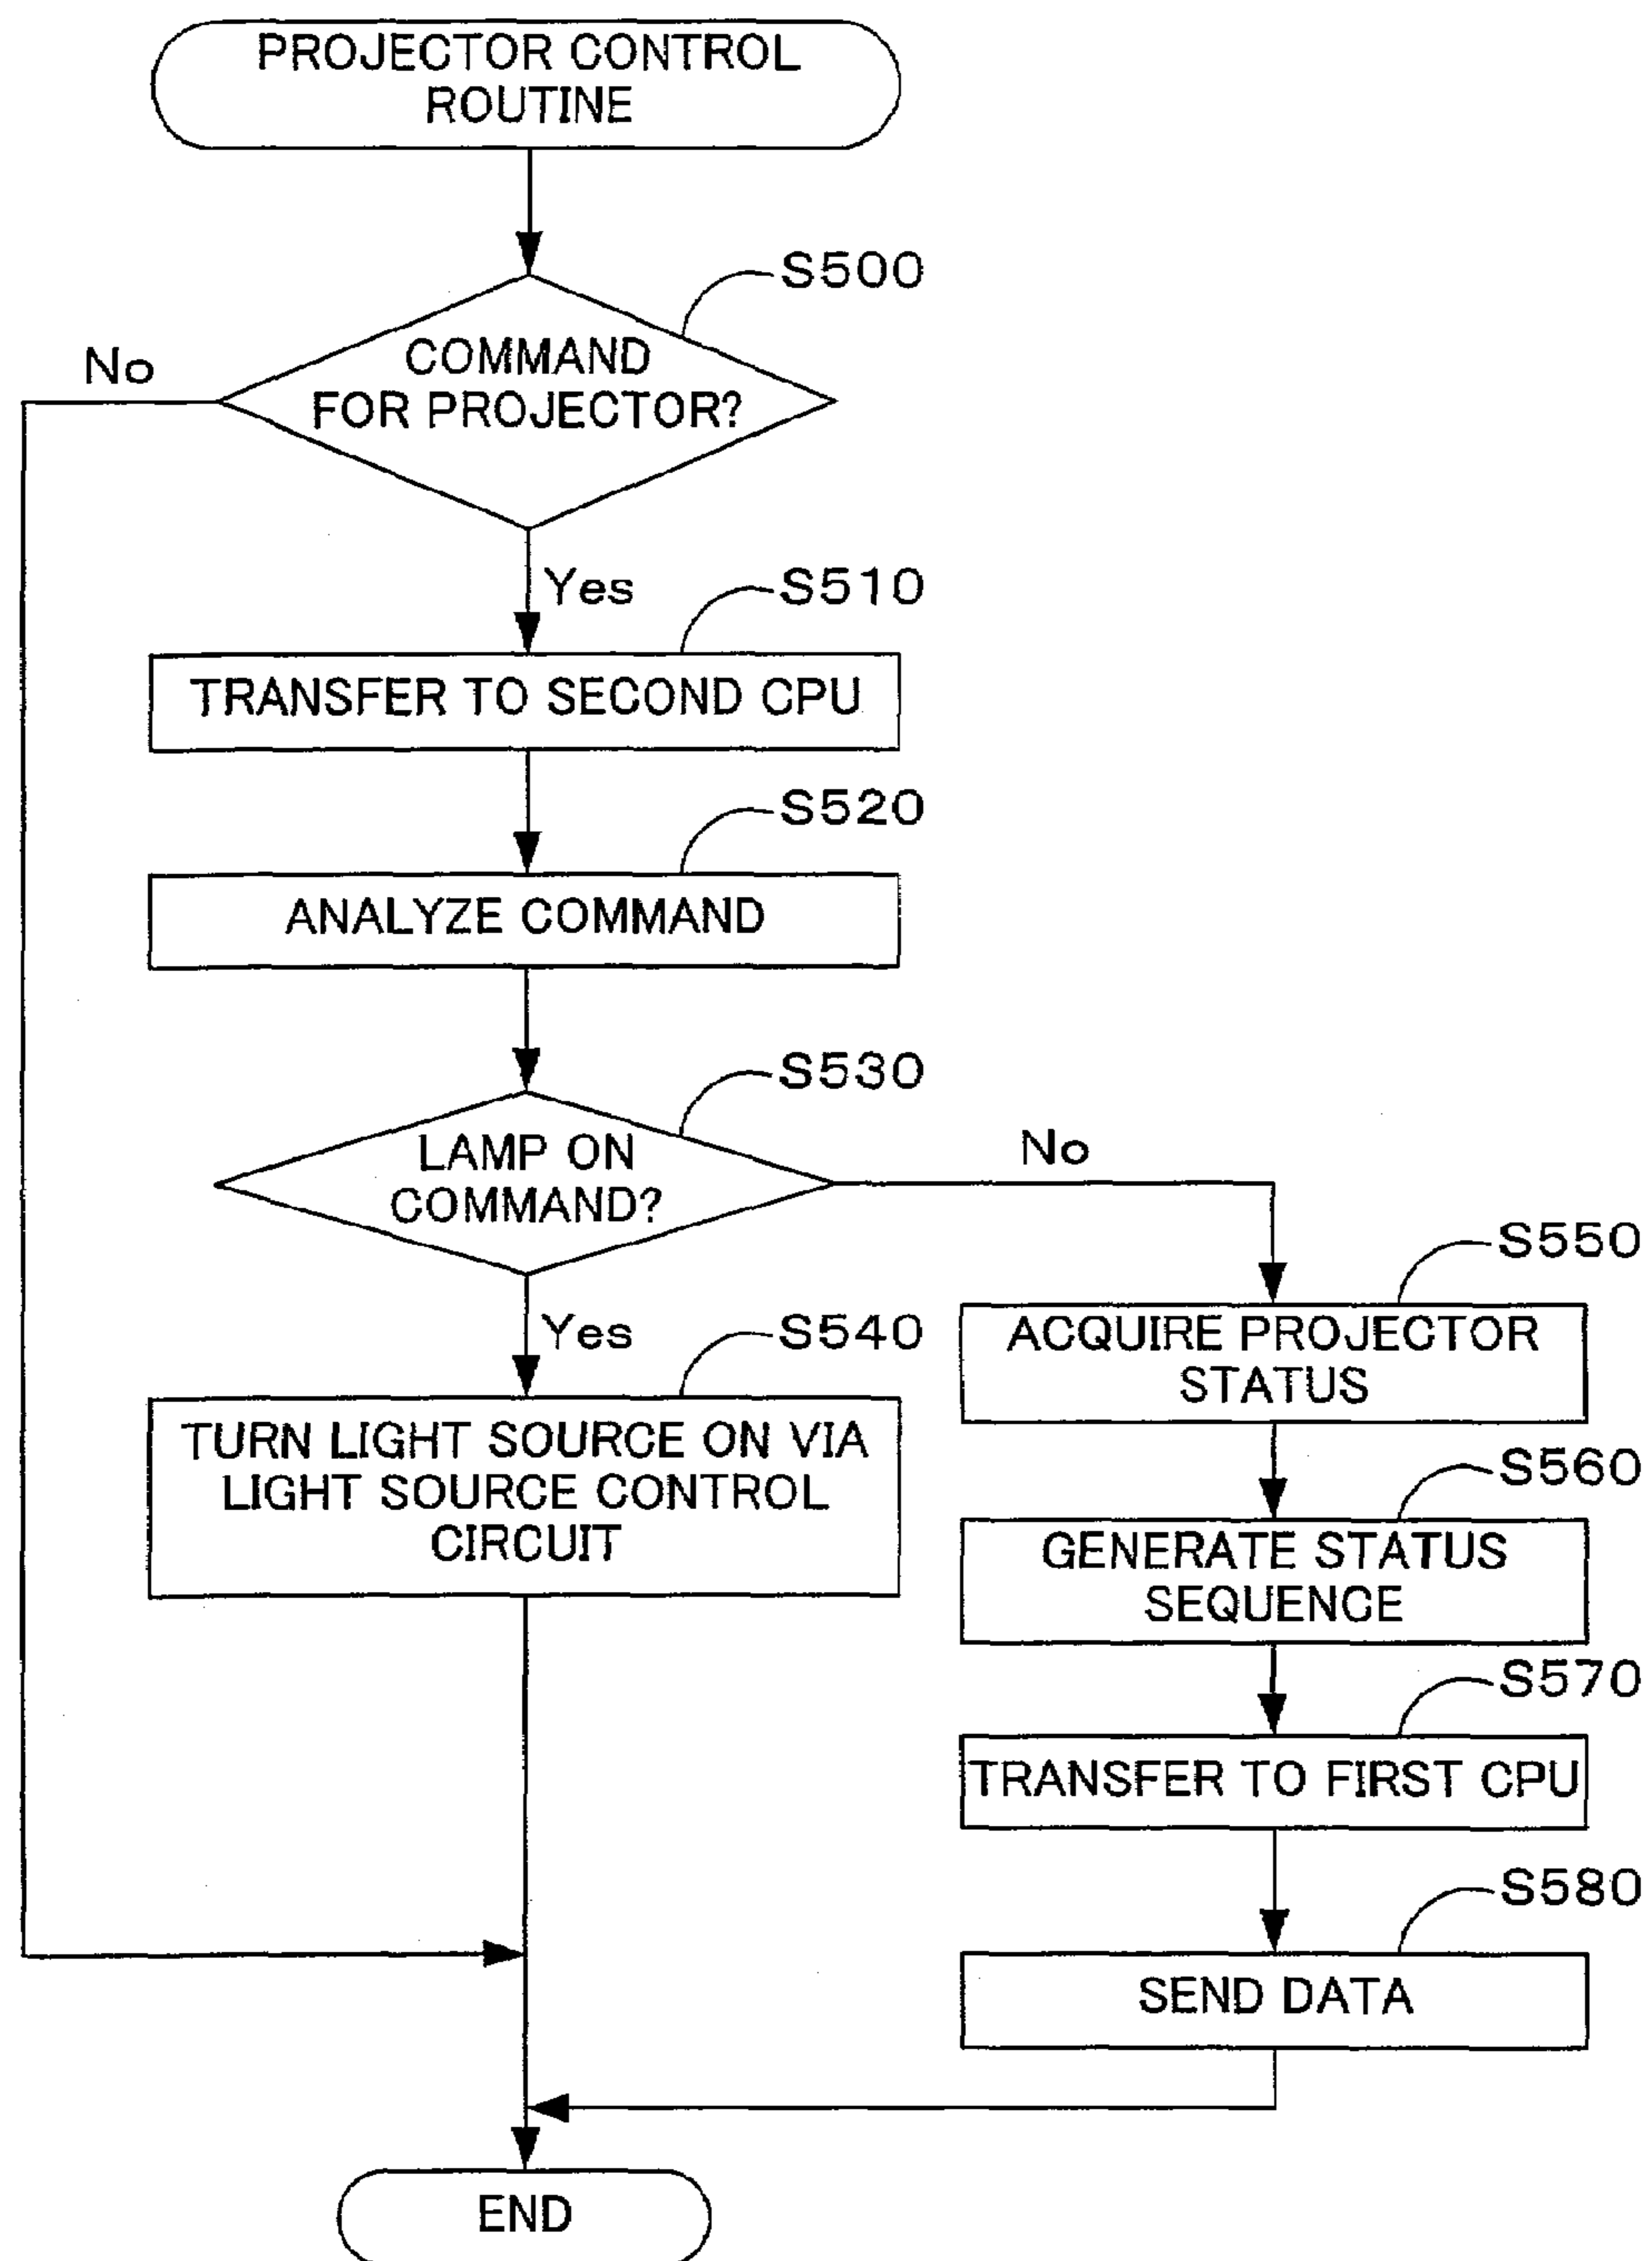 PROJECTOR CONTROL
ROUTINE
S500
No
COMMAND
FOR PROJECTOR?
Yes
S510
TRANSFER TO SECOND CPU
S520
ANALYZE COMMAND
S530
LAMP ON
COMMAND?
No
Yes
S540
TURN LIGHT SOURCE ON VIA
LIGHT SOURCE CONTROL
CIRCUIT
S550
ACQUIRE PROJECTOR
STATUS
S560
GENERATE STATUS
SEQUENCE
S570
TRANSFER TO FIRST CPU
S580
SEND DATA
END